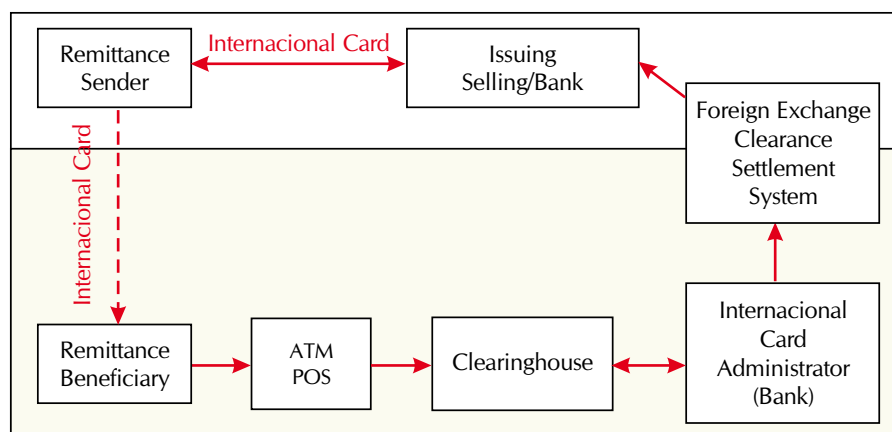 Remittance
Sender
Internacional Card
Issuing
Selling/Bank
Foreign Exchange
Clearance
Settlement
System
Internacional Card
Remittance
Beneficiary
ATM
POS
Clearinghouse
Internacional
Card
Administrator
(Bank)